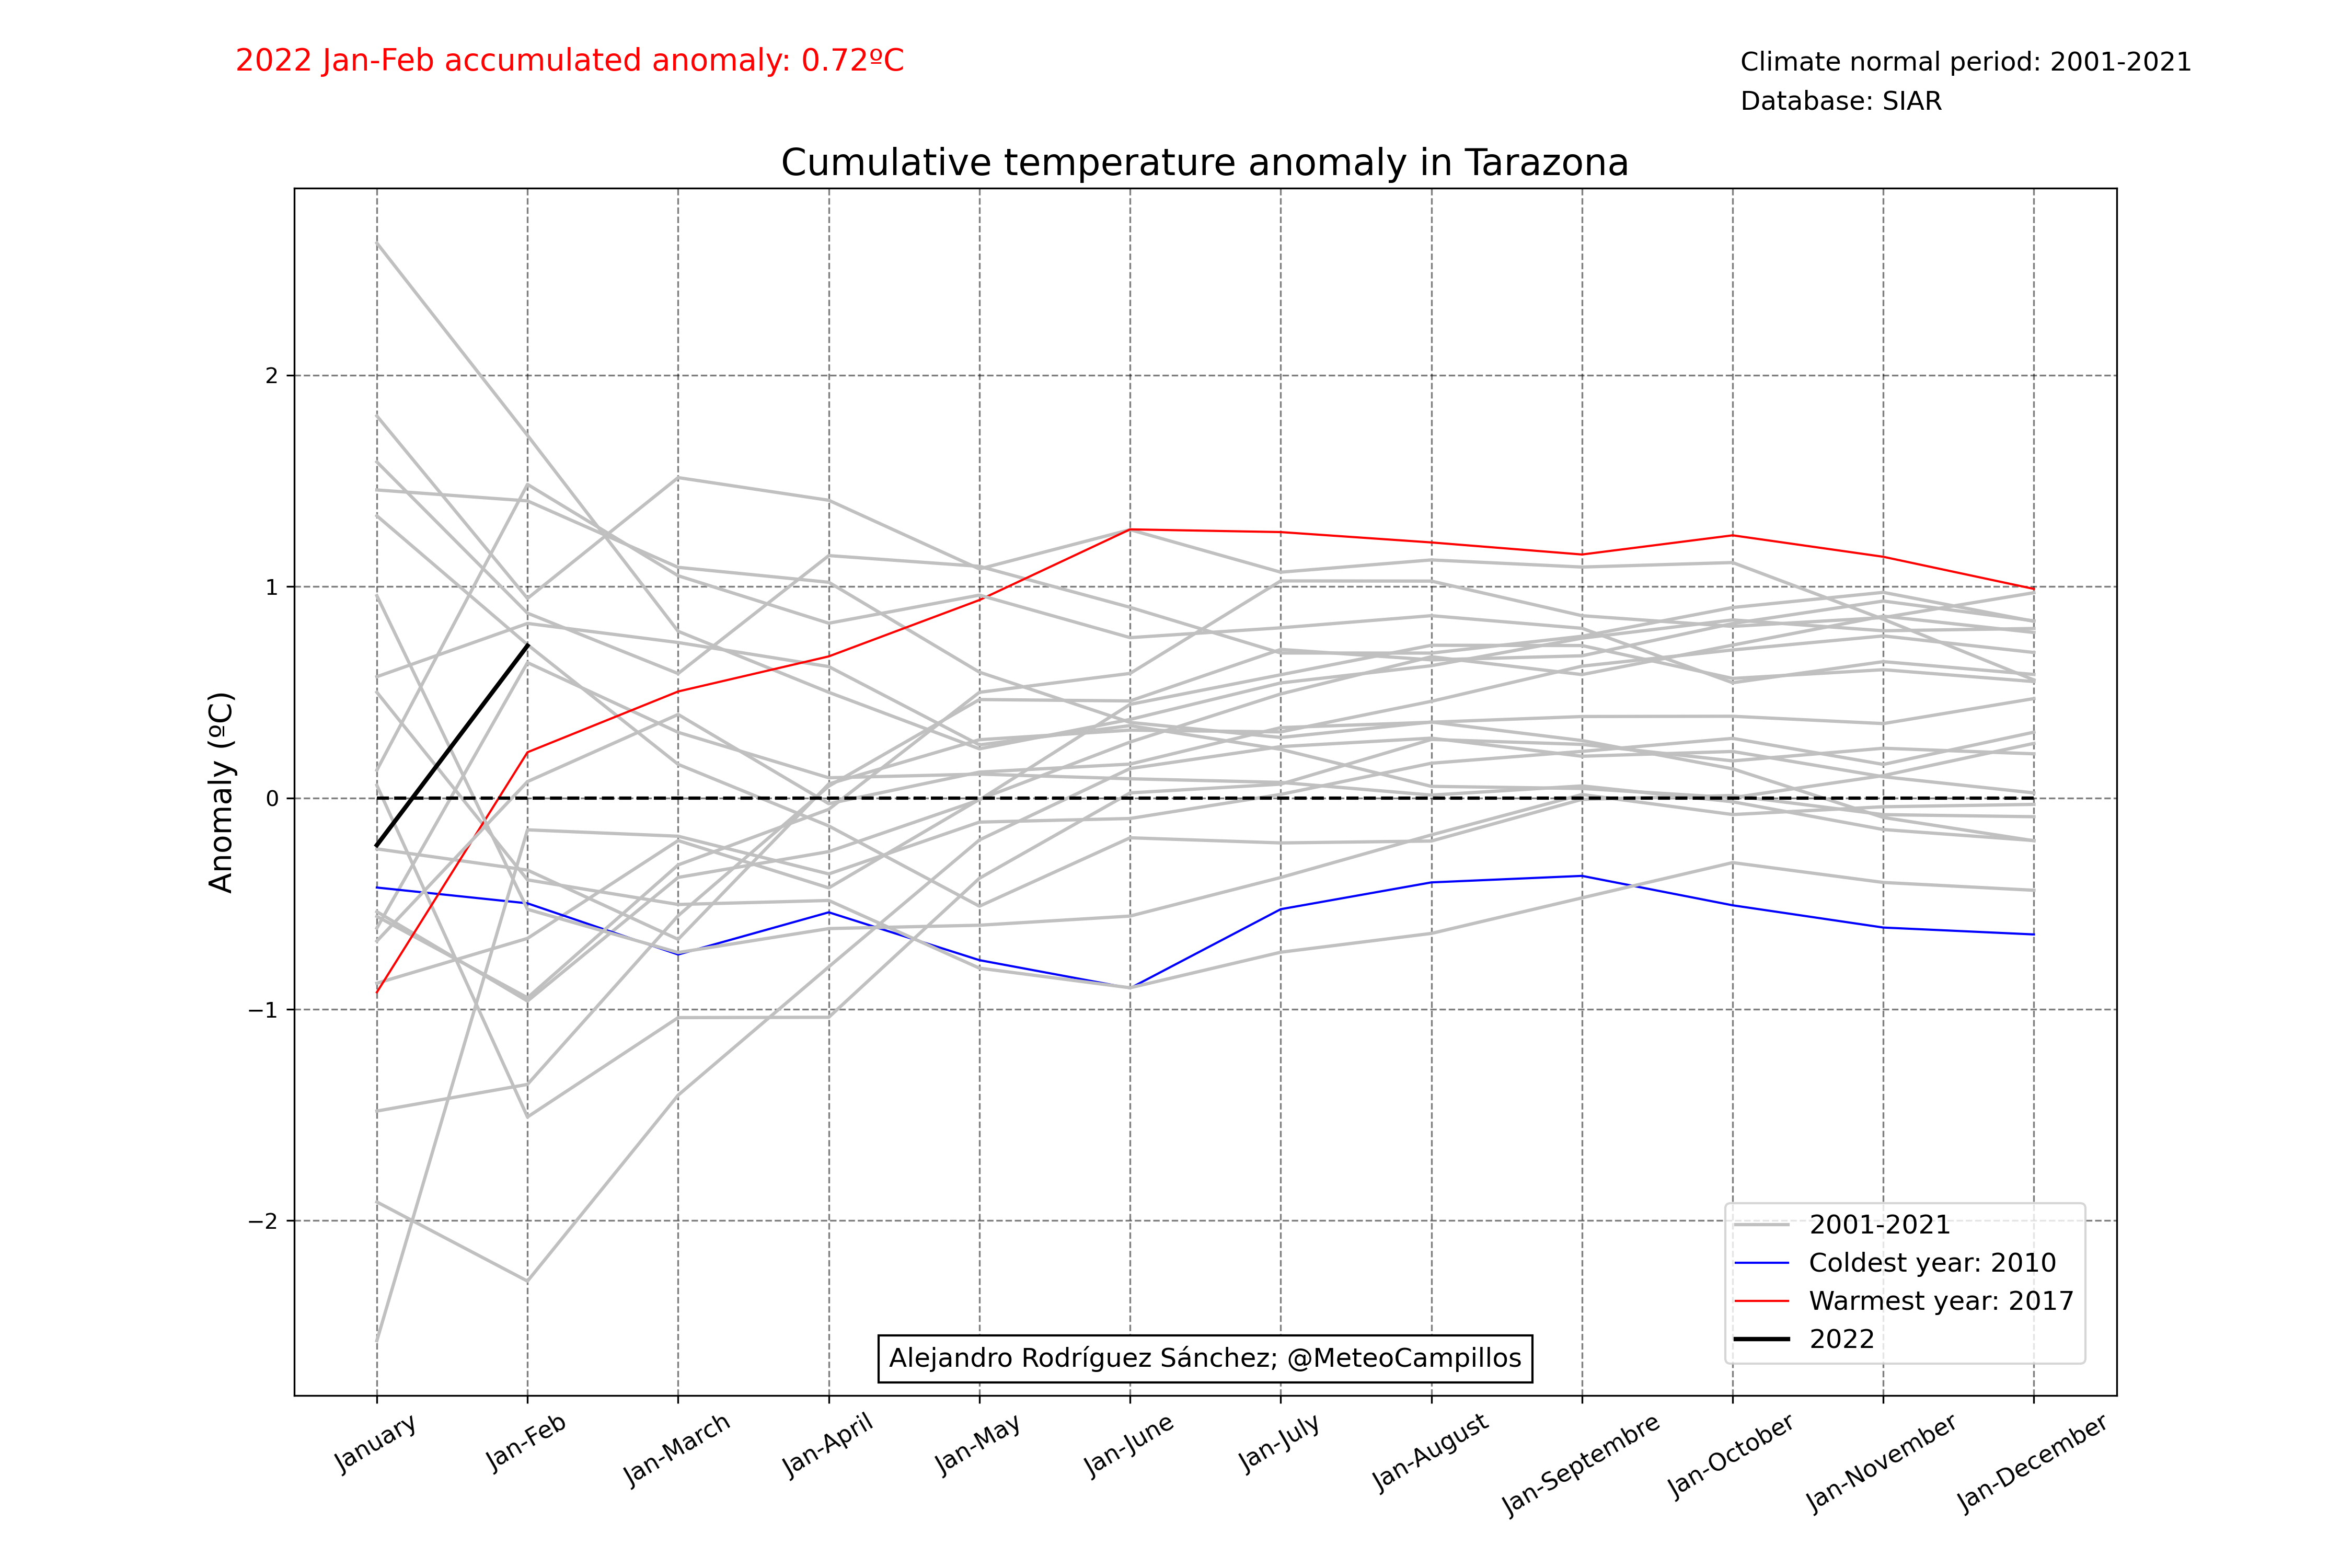 2022 Jan-Feb accumulated anomaly: 0.72ºC
Climate normal period: 2001-2021
Database: SIAR
Cumulative temperature anomaly in Tarazona
Anomaly (ºC)
2
1
0
−1
−2
2001-2021
Coldest year: 2010
Warmest year: 2017
2022
Alejandro Rodríguez Sánchez; @MeteoCampillos
January
Jan-Feb
Jan-March
Jan-April
Jan-May
Jan-June
Jan-July
Jan-August
Jan-Septembre
Jan-October
Jan-November
Jan-December